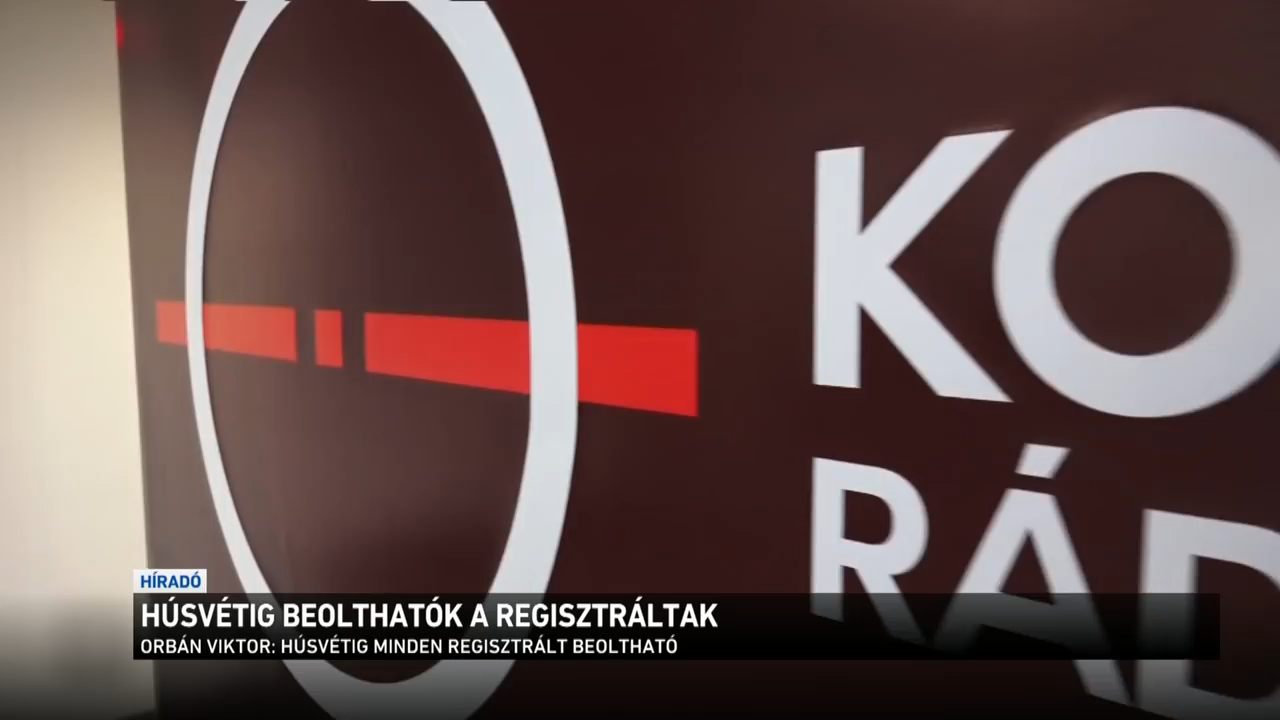 KO
RÁD
HÍRADÓ
HÚSVÉTIG BEOLTHATÓK A REGISZTRÁLTAK
ORBÁN VIKTOR: HÚSVÉTIG MINDEN REGISZTRÁLT BEOLTHATÓ